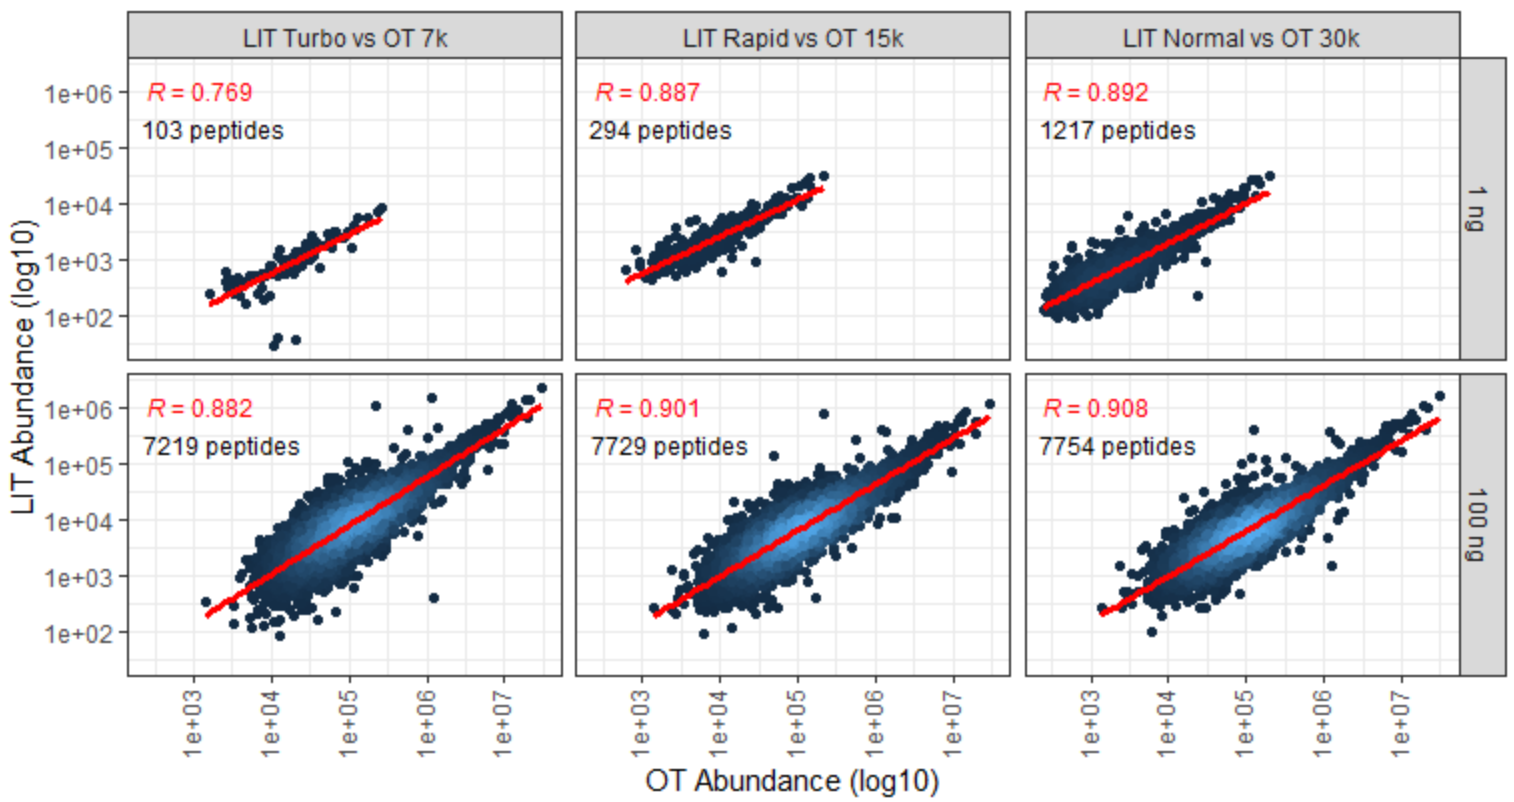 LIT Turbo vs OT 7k
LIT Rapid vs OT 15k
LIT Normal vs OT 30k
R = 0.769
103 peptides
R = 0.887
294 peptides
R = 0.892
1217 peptides
1 ng
1e+06
1e+05
1e+04
1e+03
1e+02
R = 0.882
7219 peptides
R = 0.901
7729 peptides
R = 0.908
7754 peptides
100 ng
1e+06
1e+05
1e+04
1e+03
1e+02
LIT Abundance (log10)
1e+03
1e+04
1e+05
1e+06
1e+07
1e+03
1e+04
1e+05
1e+06
1e+07
1e+03
1e+04
1e+05
1e+06
1e+07
OT Abundance (log10)